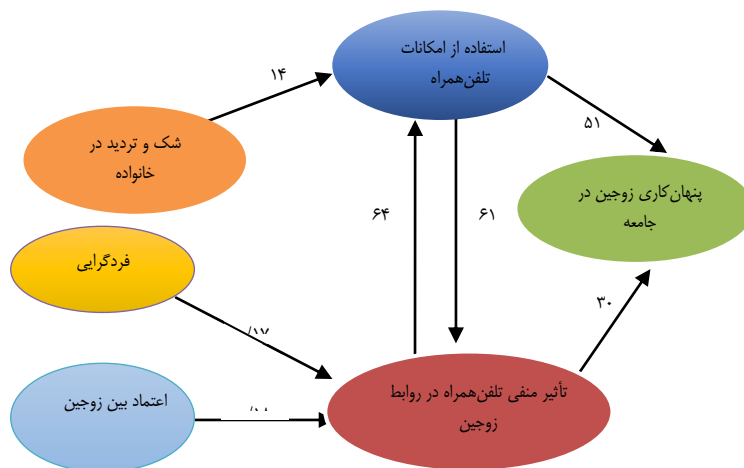 استفاده از امکانات
تلفن‌همراه
۱۴
شک و تردید در
خانواده
۵۱
پنهان‌کاری زوجین در
جامعه
۶۴
۶۱
فردگرایی
۳۰
تأثیر منفی تلفن‌همراه در روابط
زوجین
اعتماد بین زوجین